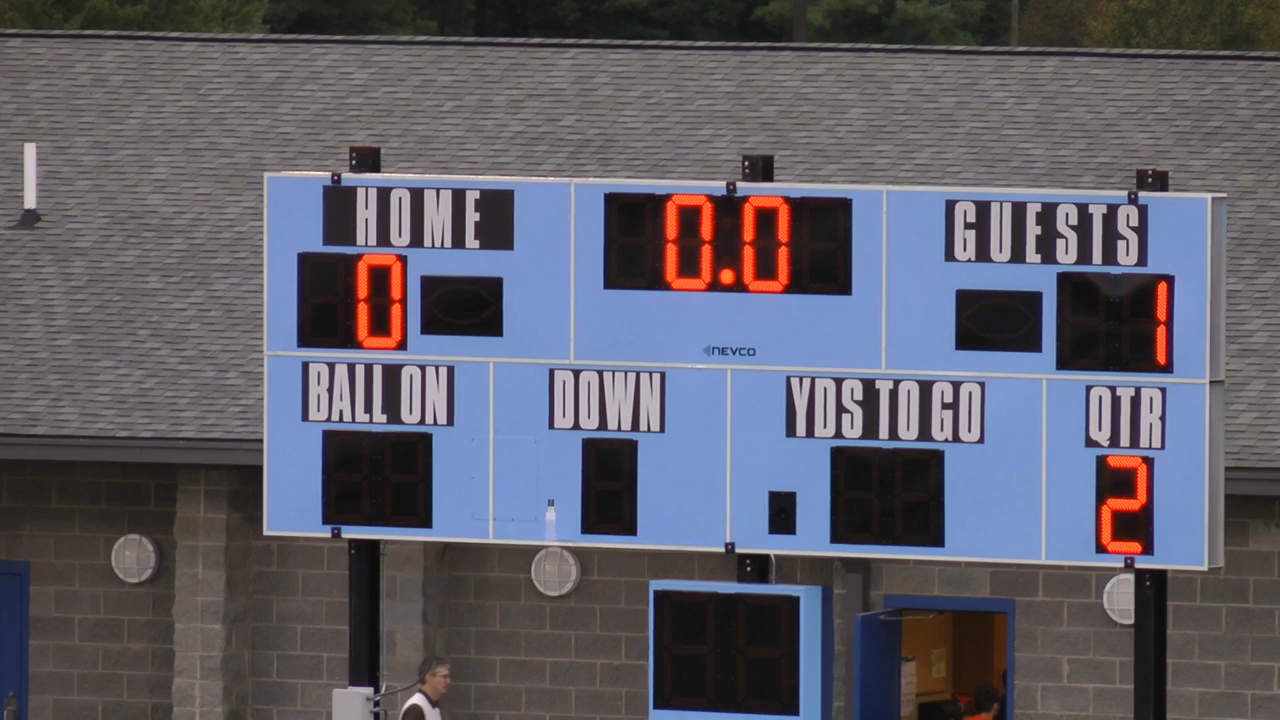 HOME
0.0
GUESTS
0
1
NEVCO
BALL ON
DOWN
YDS TO GO
QTR
2